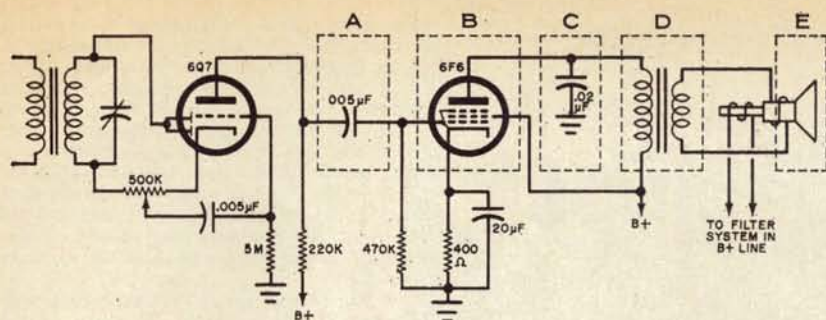 A B C D E
6Q7
6F6
.005µF
.02
µF
500K
.005µF
5M
220K
B+
470K
400
Ω
20µF
B+
TO FILTER
SYSTEM IN
B+ LINE